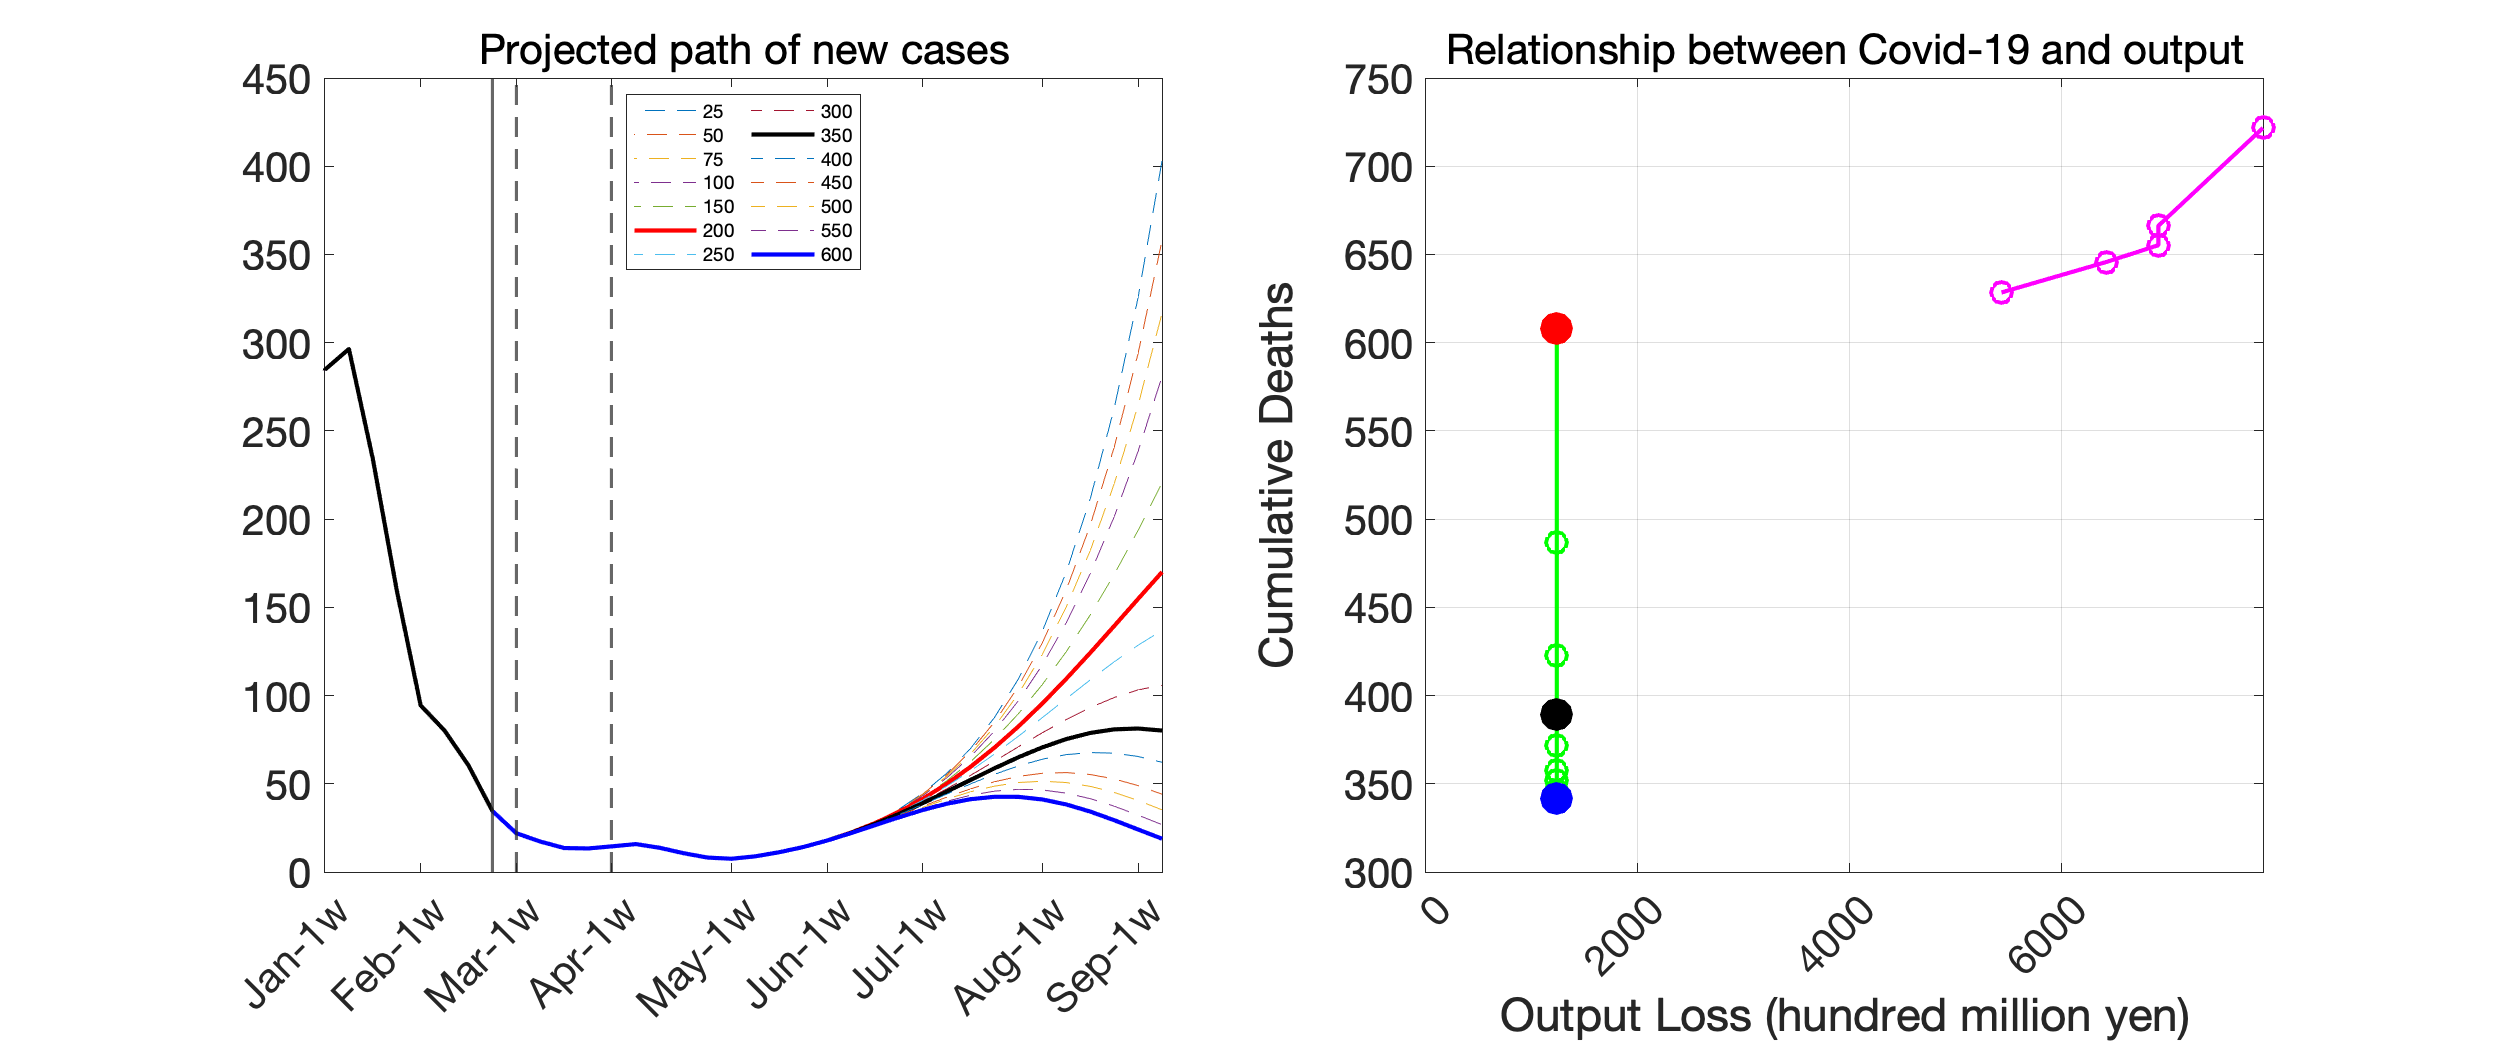 Projected path of new cases
450
400
350
300
250
200
150
100
50
0
25
50
75
100
150
200
250
300
350
400
450
500
550
600
Jan-1w
Feb-1w
Mar-1w
Apr-1w
May-1w
Jun-1w
Jul-1w
Aug-1w
Sep-1w
Relationship between Covid-19 and output
Cumulative Deaths
750
700
650
600
550
500
450
400
350
300
0
2000
4000
6000
Output Loss (hundred million yen)